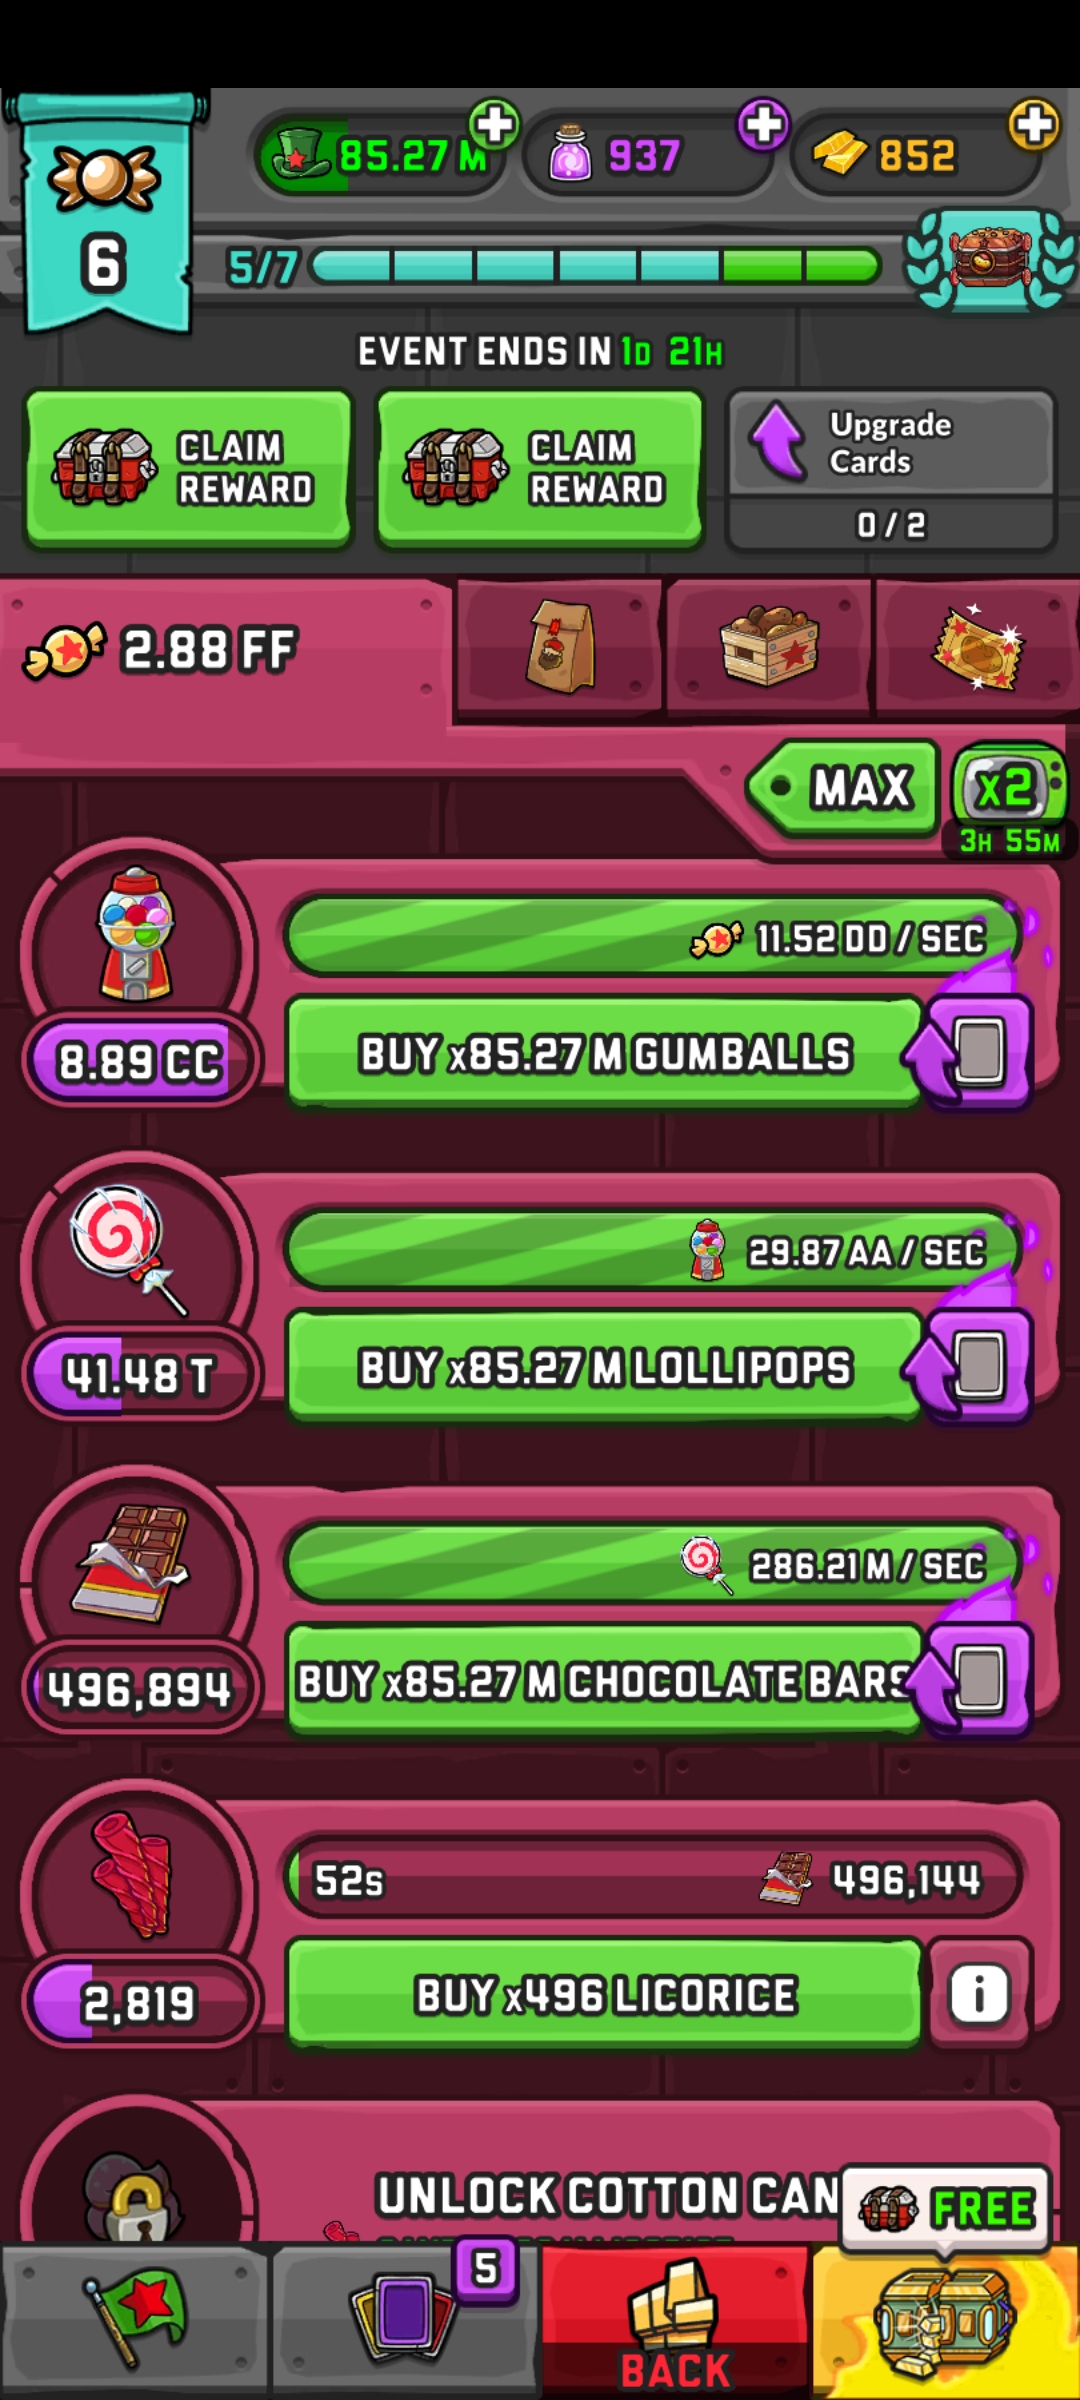 85.27 M
937
852
6
5/7
EVENT ENDS IN 1D 21H
CLAIM REWARD
CLAIM REWARD
Upgrade Cards
0 / 2
2.88 FF
MAX
x2
3H 55M
11.52 DD / SEC
8.89 CC
BUY x85.27 M GUMBALLS
29.87 AA / SEC
41.48 T
BUY x85.27 M LOLLIPOPS
286.21 M / SEC
496,894
BUY x85.27 M CHOCOLATE BARS
52s
496,144
2,819
BUY x496 LICORICE
i
UNLOCK COTTON CAN
FREE
5
BACK